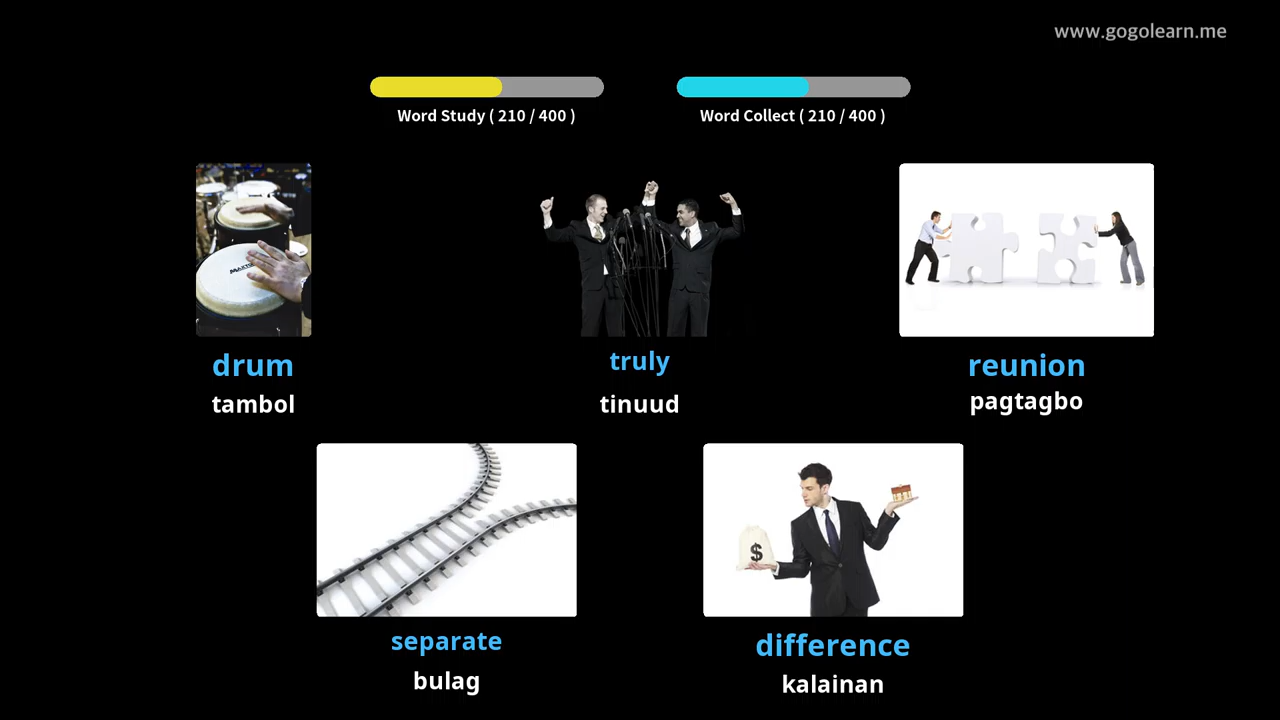 www.gogolearn.me
Word Study ( 210 / 400 )
Word Collect ( 210 / 400 )
drum
tambol
truly
tinuud
reunion
pagtagbo
separate
bulag
$
difference
kalainan